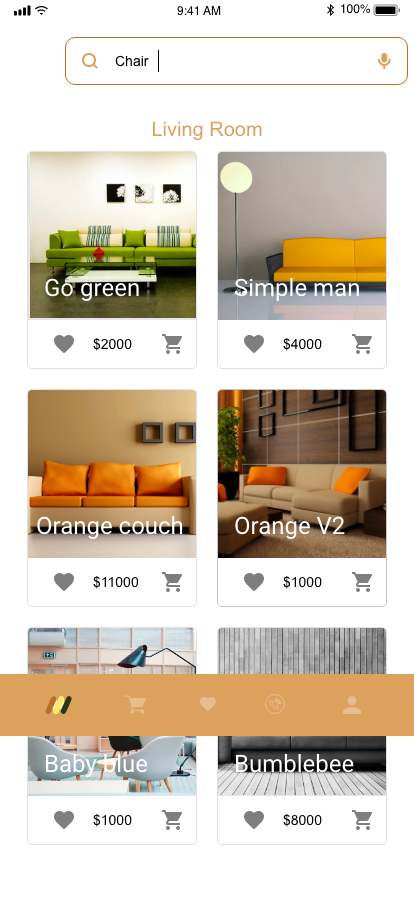 9:41 AM
100%
Chair
Living Room
Go green
Simple man
$2000
$4000
Orange couch
Orange V2
$11000
$1000
Baby blue
Bumblebee
$1000
$8000